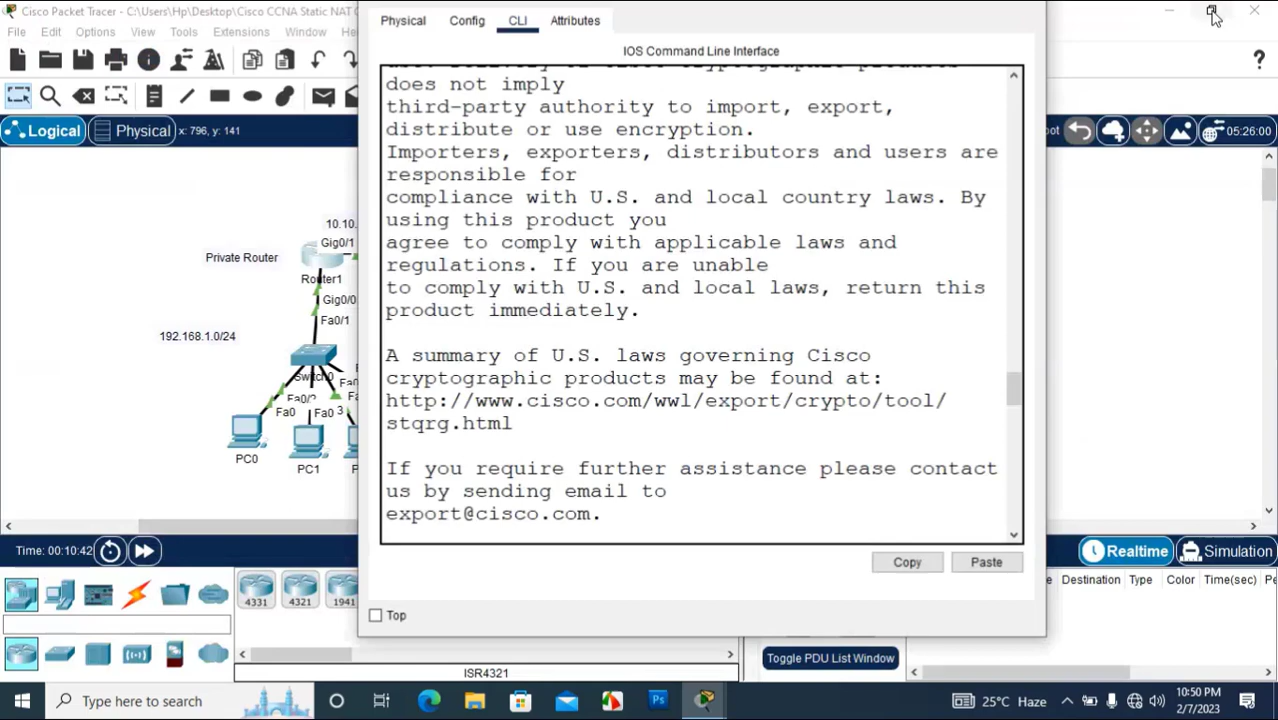 Cisco Packet Tracer - C:\Users\Hp\Desktop\Cisco CCNA Static NAT C
File Edit Options View Tools Extensions Window
Physical Config CLI Attributes
IOS Command Line Interface
does not imply
third-party authority to import, export,
distribute or use encryption.
Importers, exporters, distributors and users are
responsible for
compliance with U.S. and local country laws. By
using this product you
agree to comply with applicable laws and
regulations. If you are unable
to comply with U.S. and local laws, return this
product immediately.
A summary of U.S. laws governing Cisco
cryptographic products may be found at:
http://www.cisco.com/wwl/export/crypto/tool/
stqrg.html
If you require further assistance please contact
us by sending email to
export@cisco.com.
Copy Paste
Top
Logical Physical x: 796, y: 141
05:26:00
10.10.
Gig0/1
Private Router
Router1
Gig0/0
Fa0/1
192.168.1.0/24
Switch0
Fa0
Fa0/2
Fa0 Fa0 3
PC0
PC1
Time: 00:10:42
Realtime Simulation
4331 4321 1941
Destination Type Color Time(sec) Pe
ISR4321
Toggle PDU List Window
Type here to search
25°C Haze
10:50 PM
2/7/2023